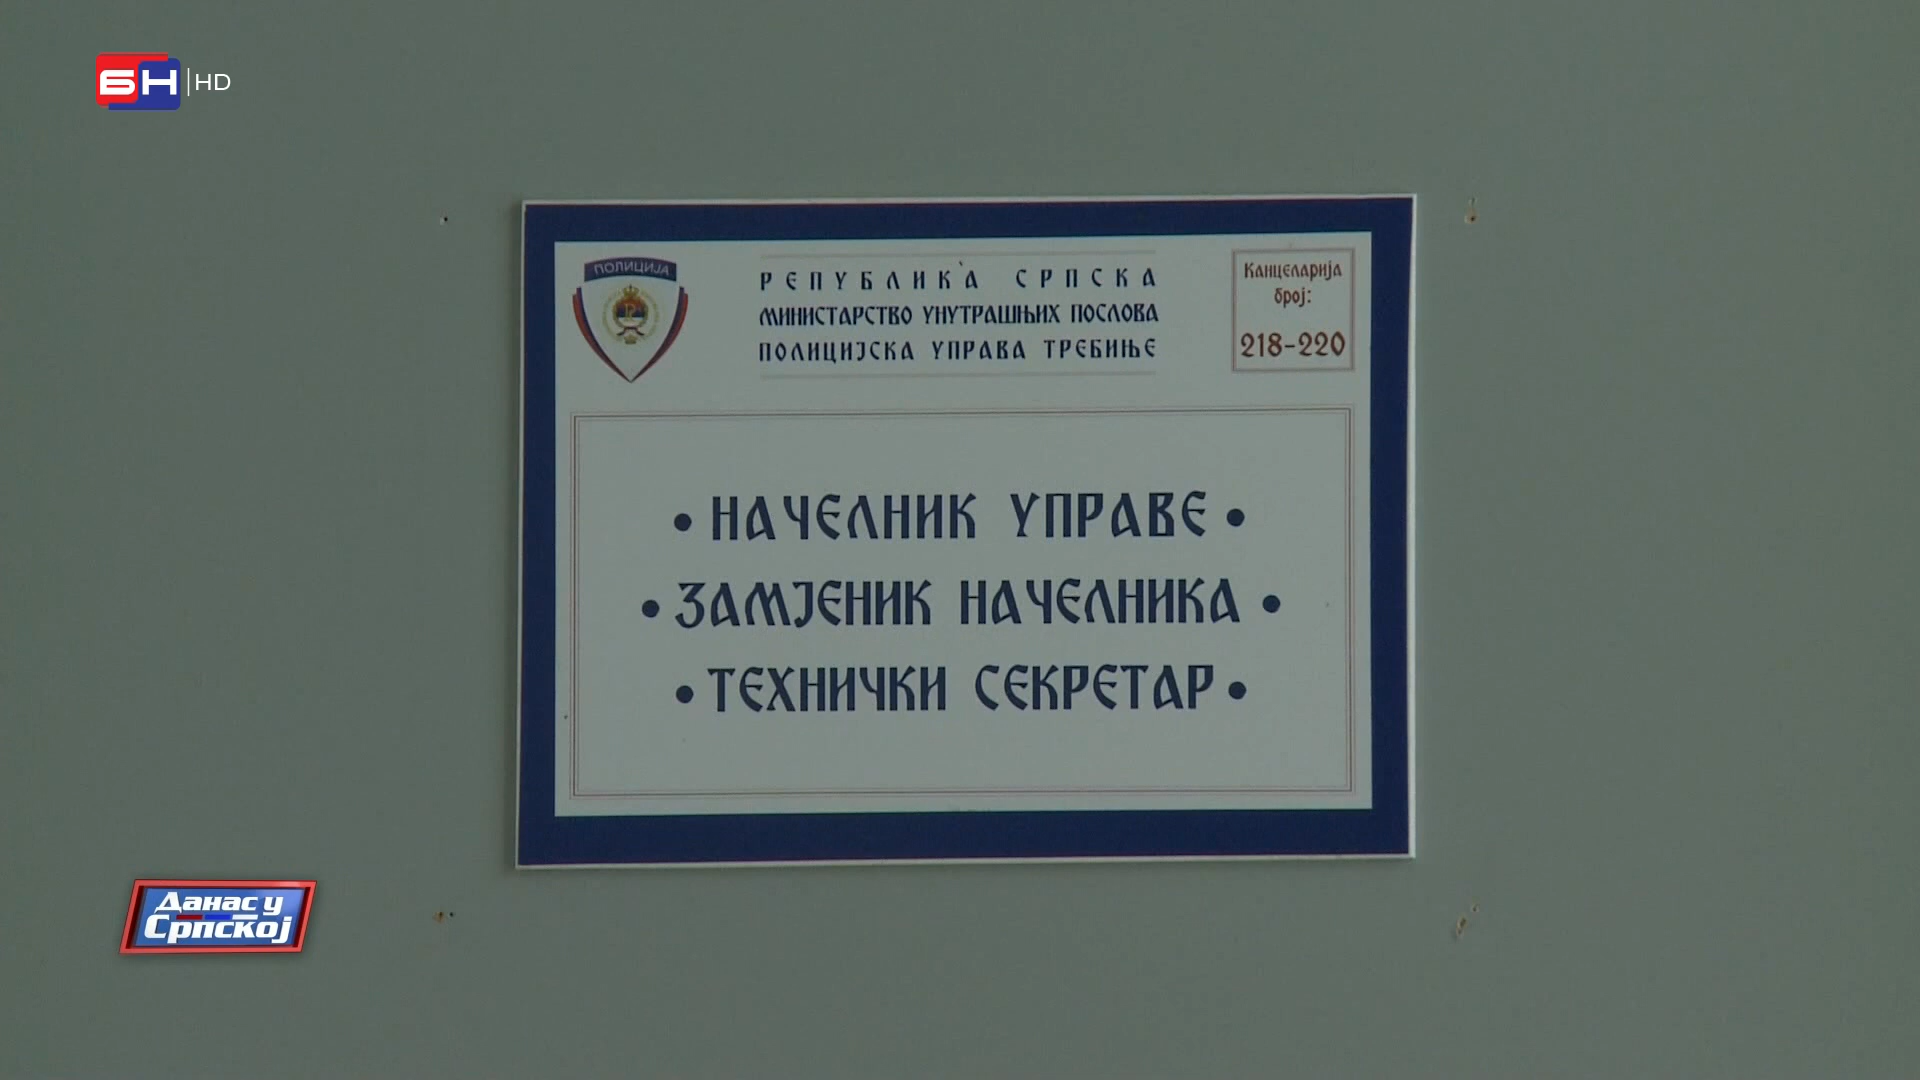 БН HD
ПОЛИЦИЈА
РЕПУБЛИКА СРПСКА
МИНИСТАРСТВО УНУТРАШЊИХ ПОСЛОВА
ПОЛИЦИЈСКА УПРАВА ТРЕБИЊЕ
Канцеларија
број:
218-220
• НАЧЕЛНИК УПРАВЕ •
• ЗАМЈЕНИК НАЧЕЛНИКА •
• ТЕХНИЧКИ СЕКРЕТАР •
Данас у
Српској